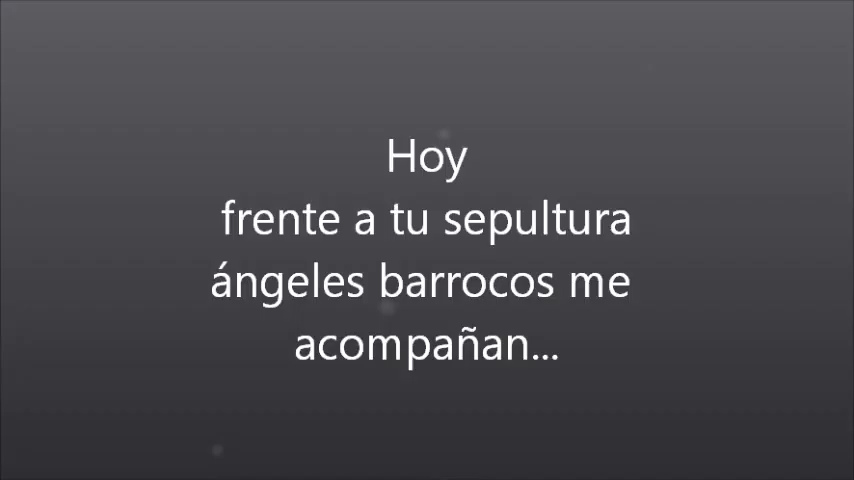 Hoy
frente a tu sepultura
ángeles barrocos me
acompañan...